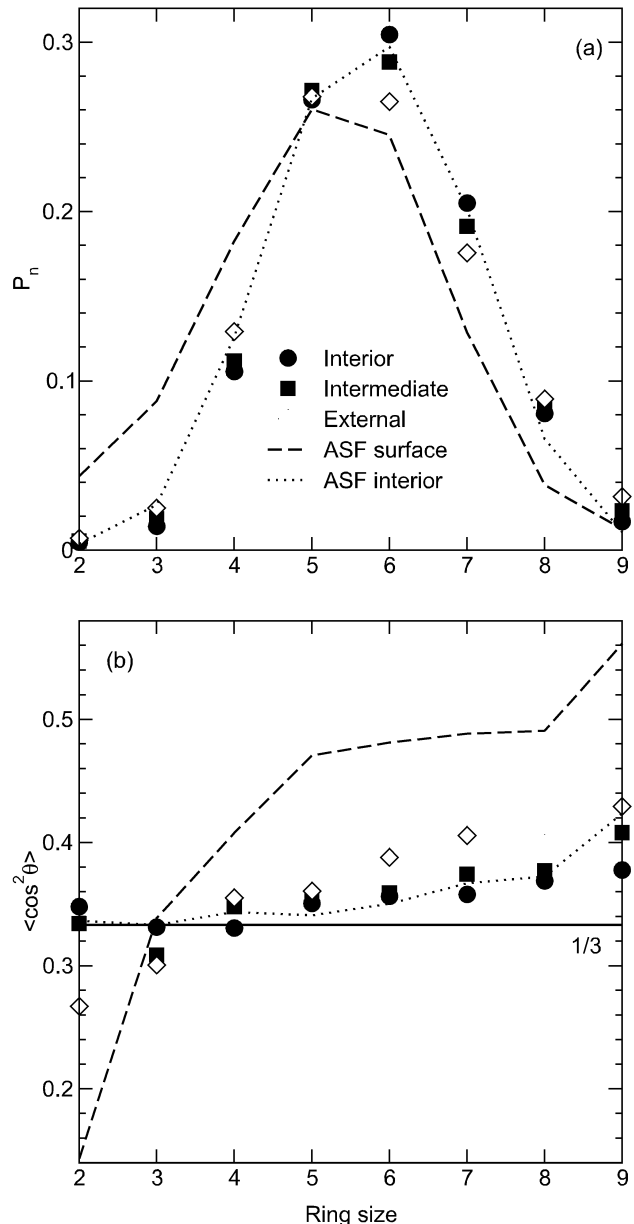 0.3
(a)
0.2
P_n
Interior
0.1
Intermediate
External
ASF surface
ASF interior
0
2 3 4 5 6 7 8 9
(b)
0.5
0.4
<cos²θ>
1/3
0.3
0.2
2 3 4 5 6 7 8 9
Ring size